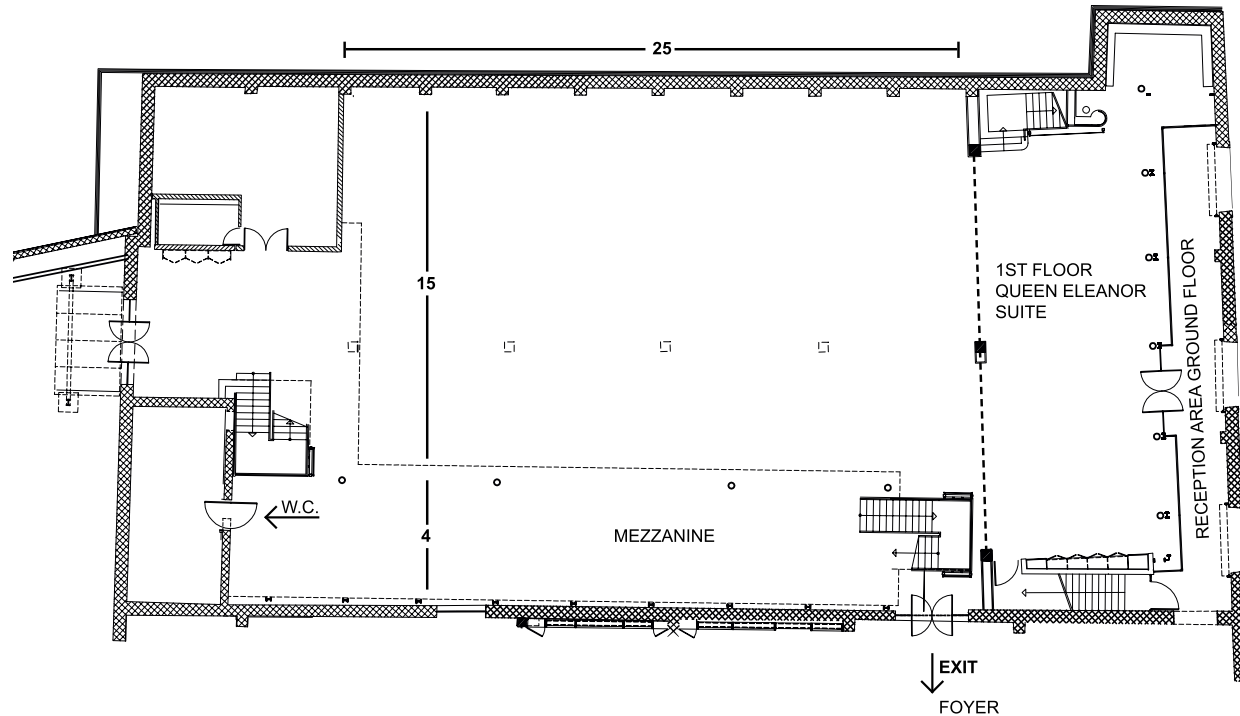 25
15
1ST FLOOR
QUEEN ELEANOR
SUITE
RECEPTION AREA GROUND FLOOR
W.C.
4
MEZZANINE
EXIT
FOYER